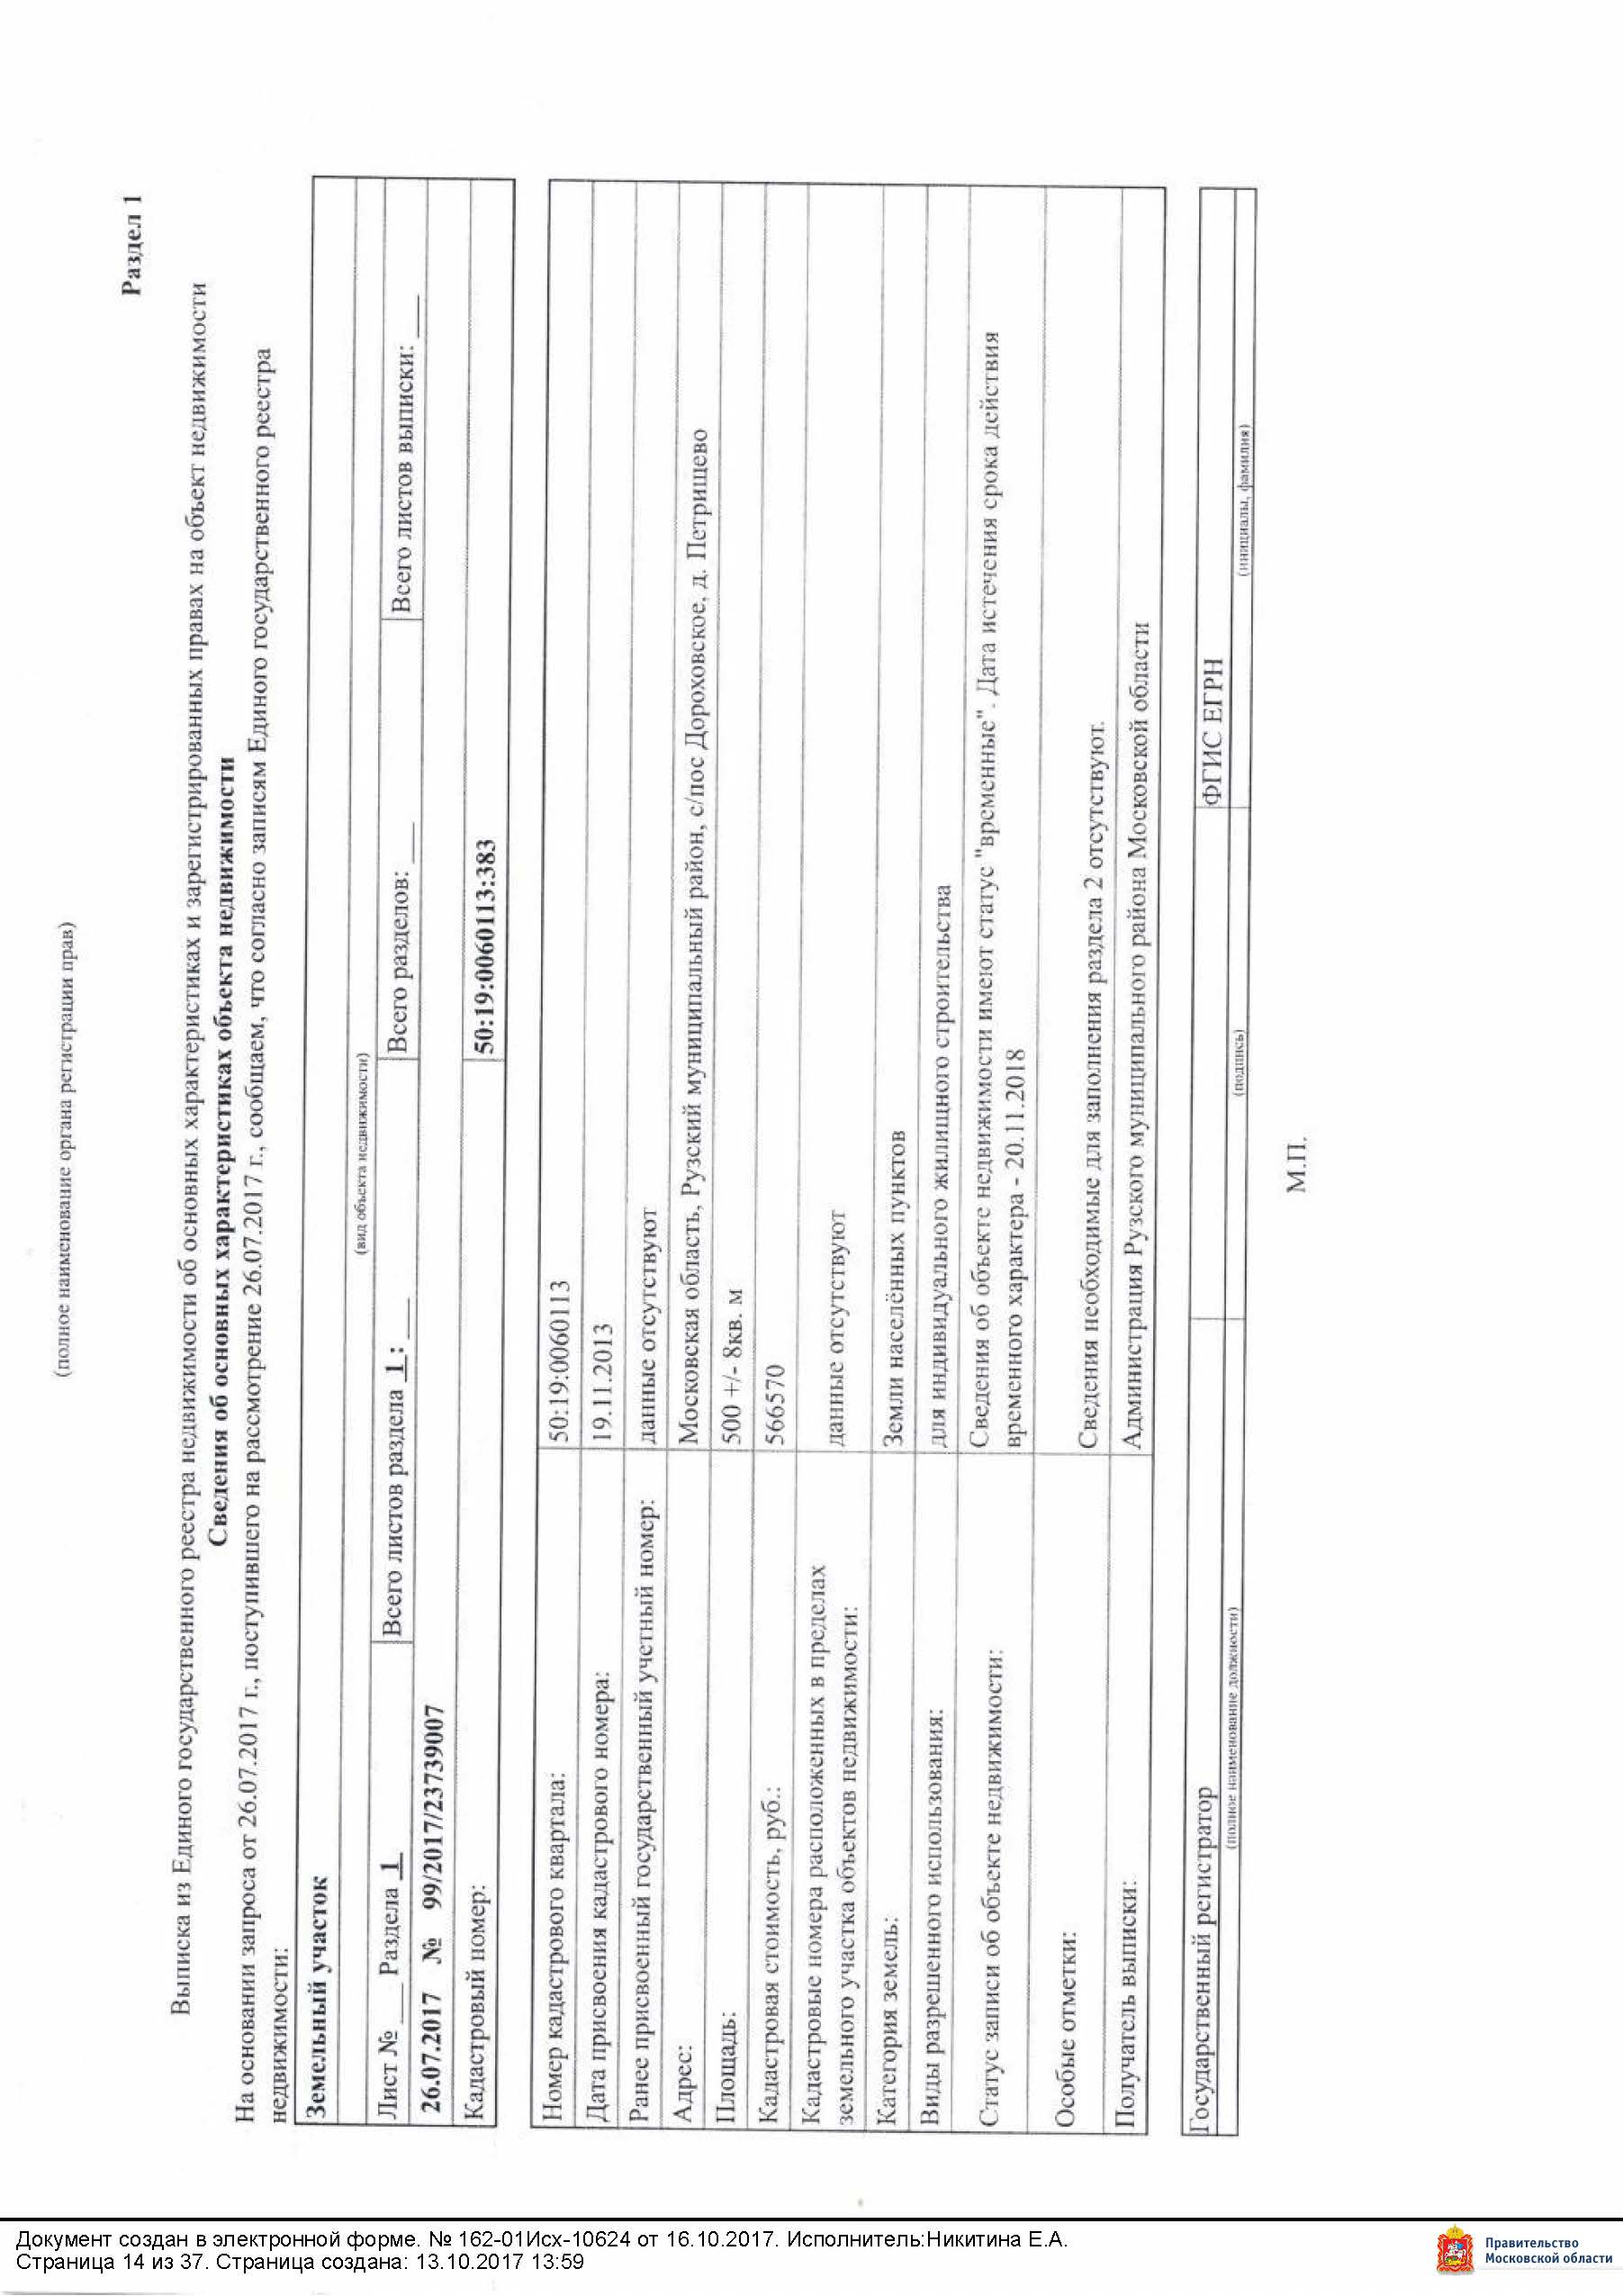 (полное наименование органа регистрации прав)
Раздел 1
Выписка из Единого государственного реестра недвижимости об основных характеристиках и зарегистрированных правах на объект недвижимости
Сведения об основных характеристиках объекта недвижимости
На основании запроса от 26.07.2017 г., поступившего на рассмотрение 26.07.2017 г., сообщаем, что согласно записям Единого государственного реестра
недвижимости:
Земельный участок
(вид объекта недвижимости)
Лист № ___ Раздела 1 Всего листов раздела 1 : ___ Всего разделов: ___ Всего листов выписки: ___
26.07.2017 № 99/2017/23739007
Кадастровый номер: 50:19:0060113:383
Номер кадастрового квартала: 50:19:0060113
Дата присвоения кадастрового номера: 19.11.2013
Ранее присвоенный государственный учетный номер: данные отсутствуют
Адрес: Московская область, Рузский муниципальный район, с/пос Дороховское, д. Петрищево
Площадь: 500 +/- 8кв. м
Кадастровая стоимость, руб.: 566570
Кадастровые номера расположенных в пределах
земельного участка объектов недвижимости: данные отсутствуют
Категория земель: Земли населённых пунктов
Виды разрешенного использования: для индивидуального жилищного строительства
Статус записи об объекте недвижимости: Сведения об объекте недвижимости имеют статус "временные". Дата истечения срока действия
временного характера - 20.11.2018
Особые отметки: Сведения необходимые для заполнения раздела 2 отсутствуют.
Получатель выписки: Администрация Рузского муниципального района Московской области
Государственный регистратор ФГИС ЕГРН
(полное наименование должности) (подпись) (инициалы, фамилия)
М.П.
Документ создан в электронной форме. № 162-01Исх-10624 от 16.10.2017. Исполнитель:Никитина Е.А.
Страница 14 из 37. Страница создана: 13.10.2017 13:59
Правительство
Московской области